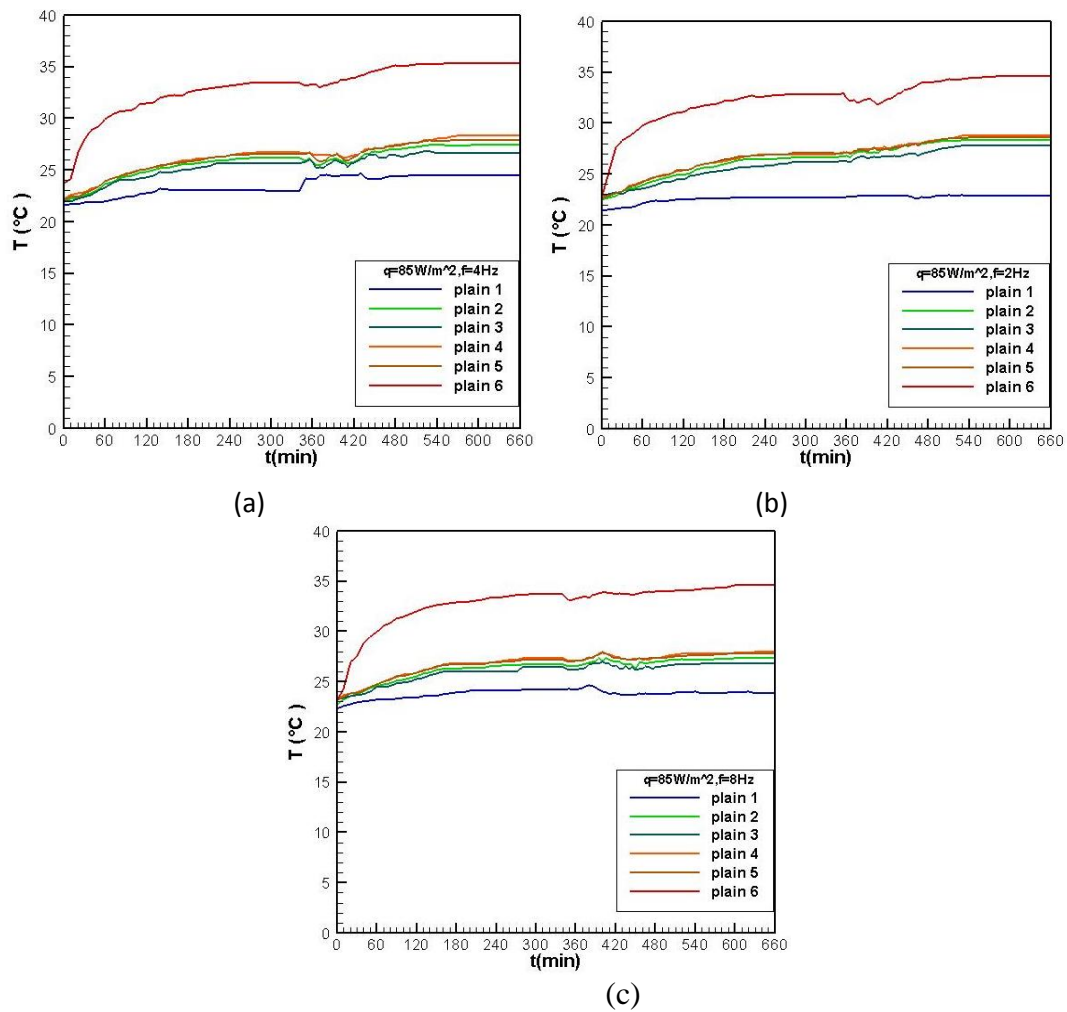 40
35
30
25
20
15
10
5
0
T (°C)
q=85W/m^2,f=4Hz
plain 1
plain 2
plain 3
plain 4
plain 5
plain 6
0 60 120 180 240 300 360 420 480 540 600 660
t(min)
(a)
40
35
30
25
20
15
10
5
0
T (°C)
q=85W/m^2,f=2Hz
plain 1
plain 2
plain 3
plain 4
plain 5
plain 6
0 60 120 180 240 300 360 420 480 540 600 660
t(min)
(b)
40
35
30
25
20
15
10
5
0
T (°C)
q=85W/m^2,f=8Hz
plain 1
plain 2
plain 3
plain 4
plain 5
plain 6
0 60 120 180 240 300 360 420 480 540 600 660
t(min)
(c)